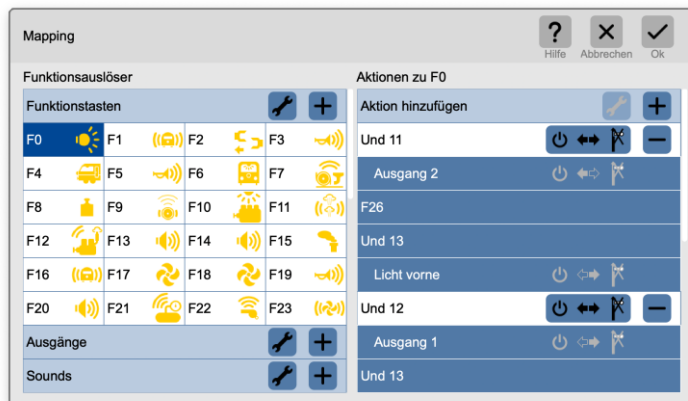 Mapping
Hilfe Abbrechen Ok
Funktionsauslöser
Funktionstasten
F0 F1 F2 F3
F4 F5 F6 F7
F8 F9 F10 F11
F12 F13 F14 F15
F16 F17 F18 F19
F20 F21 F22 F23
Ausgänge
Sounds
Aktionen zu F0
Aktion hinzufügen
Und 11
Ausgang 2
F26
Und 13
Licht vorne
Und 12
Ausgang 1
Und 13